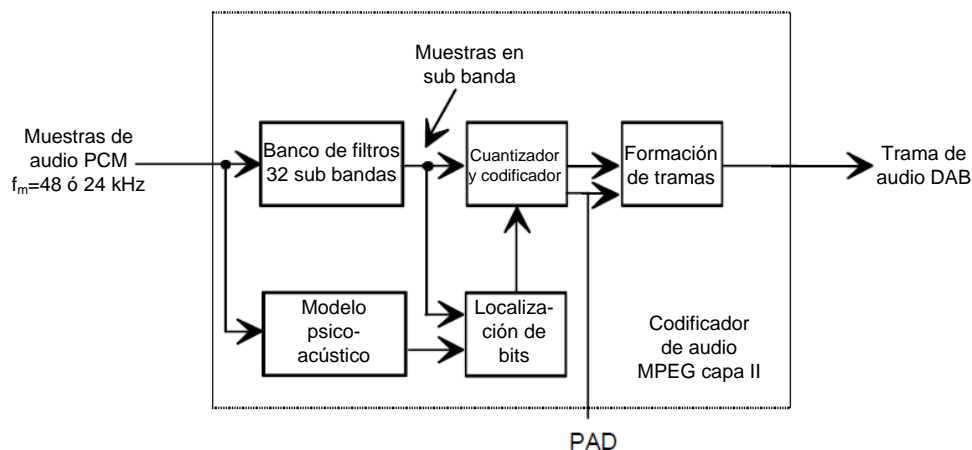 Muestras en
sub banda
Muestras de
audio PCM
fm=48 ó 24 kHz
Banco de filtros
32 sub bandas
Cuantizador
y codificador
Formación
de tramas
Trama de
audio DAB
Modelo
psico-
acústico
Localiza-
ción de
bits
Codificador
de audio
MPEG capa II
PAD